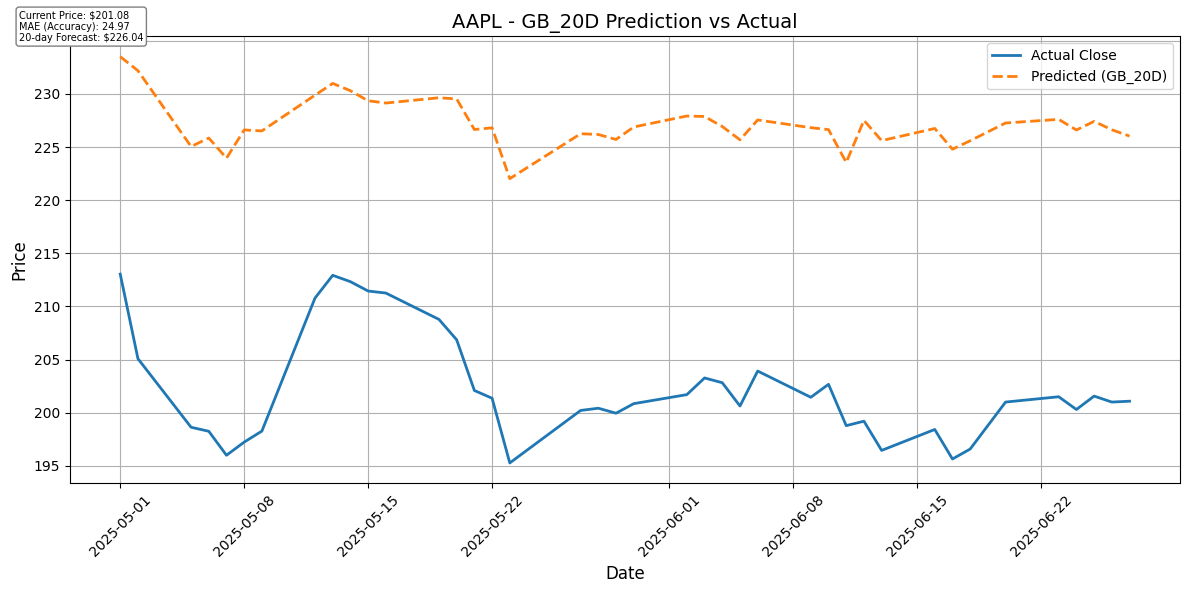 AAPL - GB_20D Prediction vs Actual
Current Price: $201.08
MAE (Accuracy): 24.97
20-day Forecast: $226.04
Actual Close
Predicted (GB_20D)
Price
230
225
220
215
210
205
200
195
2025-05-01
2025-05-08
2025-05-15
2025-05-22
2025-06-01
2025-06-08
2025-06-15
2025-06-22
Date